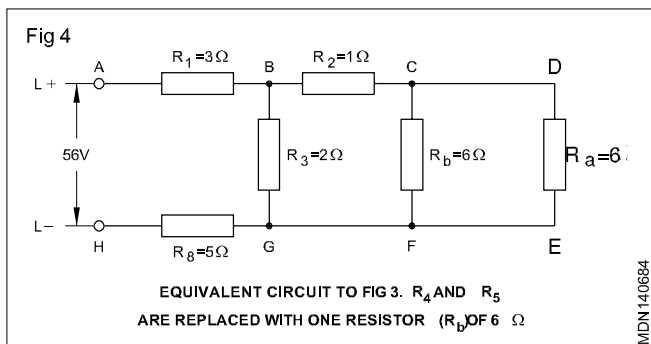 Fig 4
A R1=3Ω B R2=1Ω C D
L+
56V R3=2Ω Rb=6Ω Ra=6
L−
H R8=5Ω G F E
EQUIVALENT CIRCUIT TO FIG 3. R4 AND R5
ARE REPLACED WITH ONE RESISTOR (Rb)OF 6 Ω
MDN140684